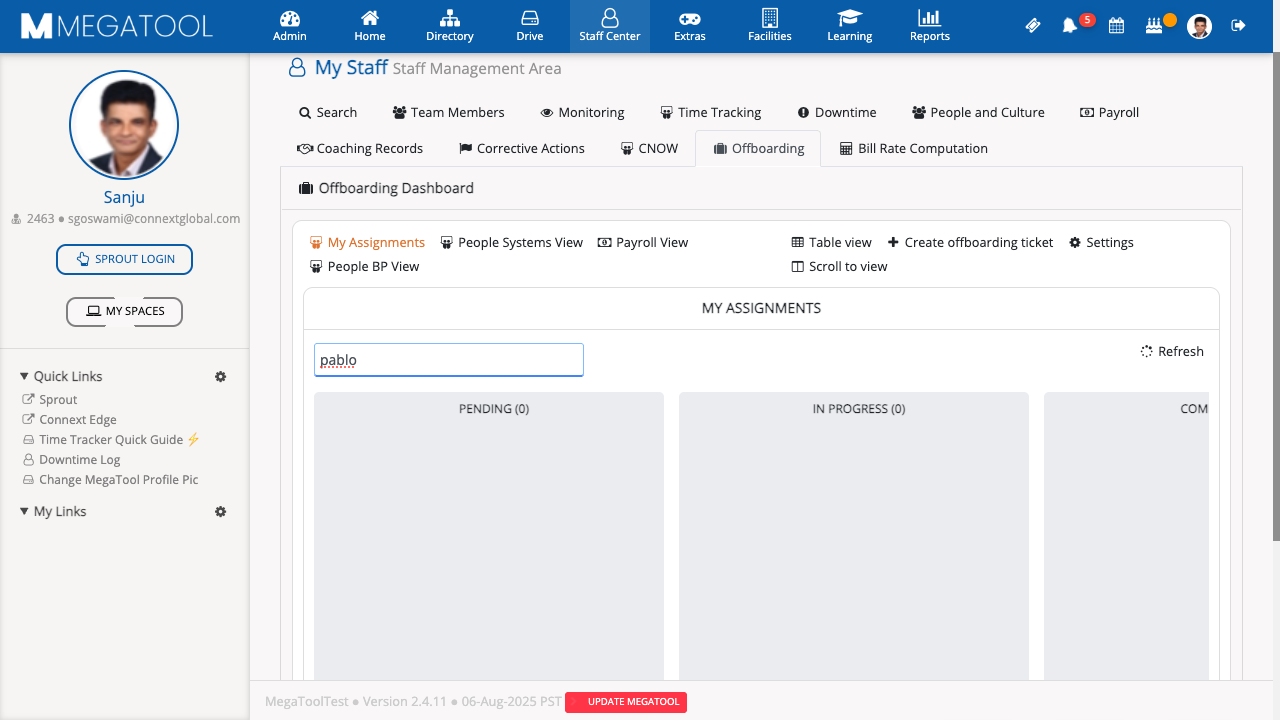 MEGATOOL
Admin
Home
Directory
Drive
Staff Center
Extras
Facilities
Learning
Reports
5
Sanju
2463 ● sgoswami@connextglobal.com
SPROUT LOGIN
MY SPACES
Quick Links
Sprout
Connext Edge
Time Tracker Quick Guide ⚡
Downtime Log
Change MegaTool Profile Pic
My Links
My Staff Staff Management Area
Search Team Members Monitoring Time Tracking Downtime People and Culture Payroll
Coaching Records Corrective Actions CNOW Offboarding Bill Rate Computation
Offboarding Dashboard
My Assignments People Systems View Payroll View
People BP View
Table view Create offboarding ticket Settings
Scroll to view
MY ASSIGNMENTS
pablo
Refresh
PENDING (0)
IN PROGRESS (0)
COM
MegaToolTest ● Version 2.4.11 ● 06-Aug-2025 PST UPDATE MEGATOOL